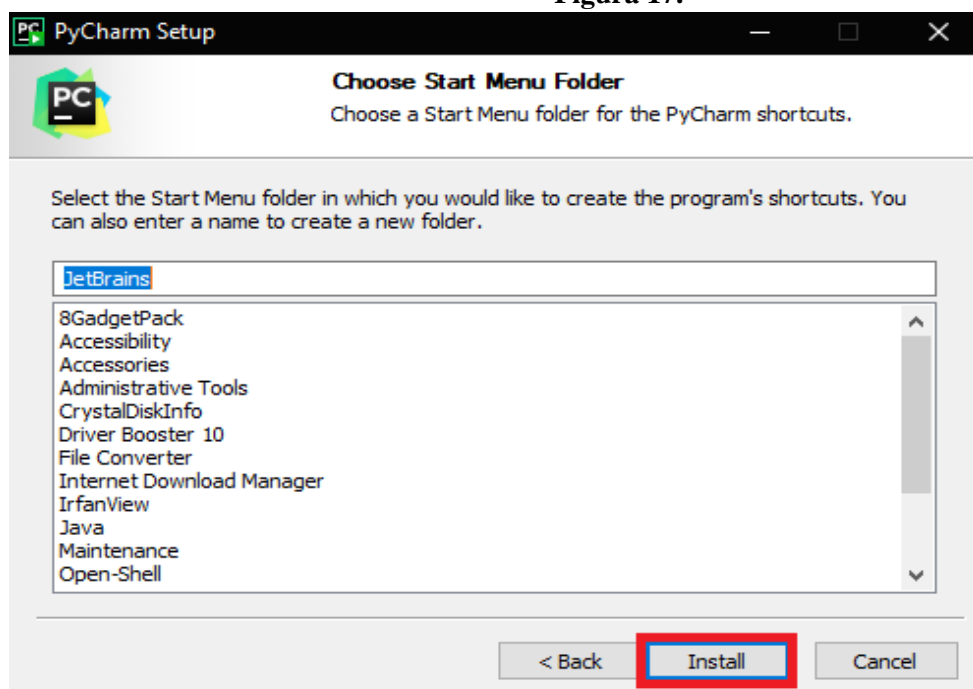 Figura 17.
PC PyCharm Setup
PC
Choose Start Menu Folder
Choose a Start Menu folder for the PyCharm shortcuts.
Select the Start Menu folder in which you would like to create the program's shortcuts. You
can also enter a name to create a new folder.
JetBrains
8GadgetPack
Accessibility
Accessories
Administrative Tools
CrystalDiskInfo
Driver Booster 10
File Converter
Internet Download Manager
IrfanView
Java
Maintenance
Open-Shell
< Back Install Cancel